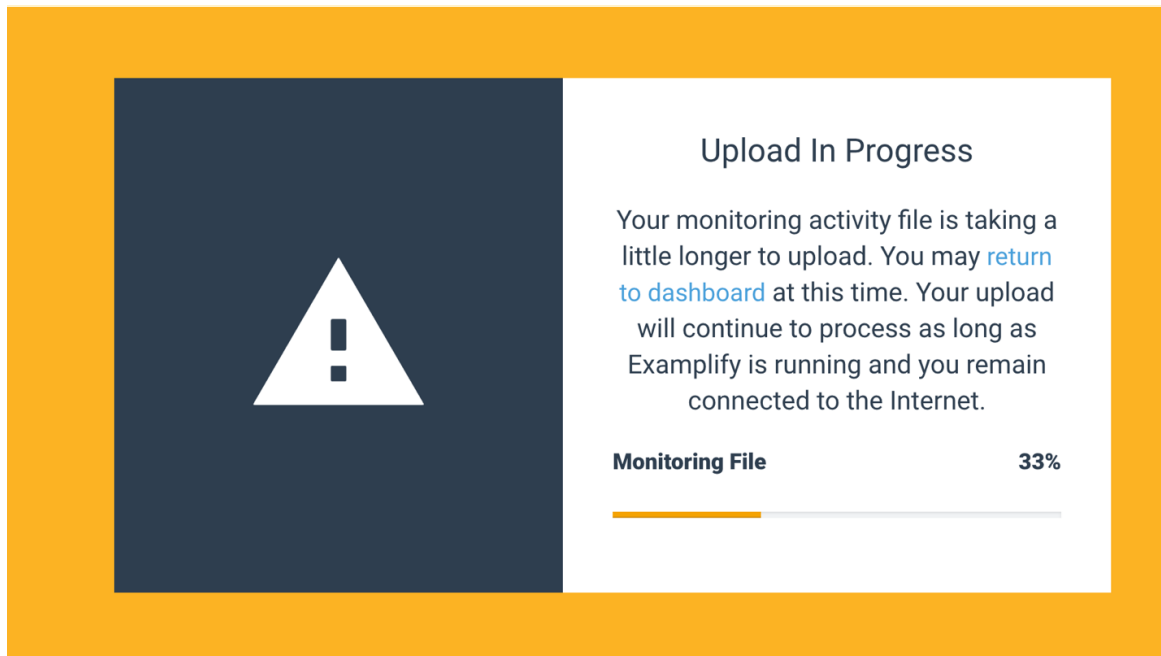 Upload In Progress
Your monitoring activity file is taking a
little longer to upload. You may return
to dashboard at this time. Your upload
will continue to process as long as
Examplify is running and you remain
connected to the Internet.
Monitoring File 33%